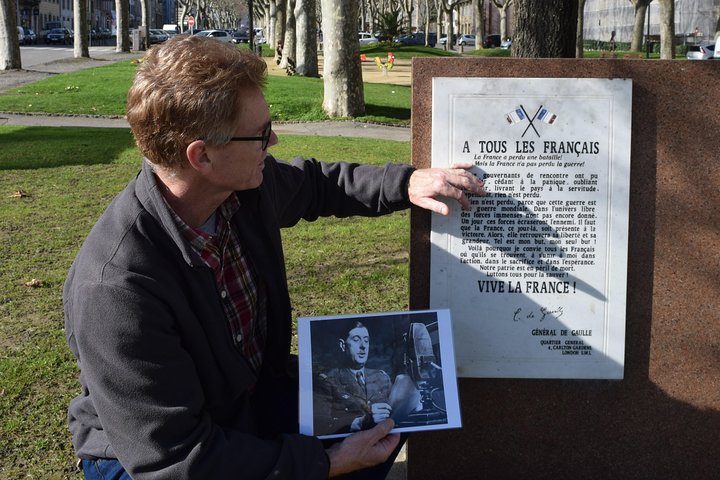 A TOUS LES FRANÇAIS
La France a perdu une bataille!
Mais la France n'a pas perdu la guerre!
gouvernants de rencontre ont pu
, cédant à la panique, oubliant
, livrant le pays à la servitude.
, rien n'est perdu.
n'est perdu, parce que cette guerre est
guerre mondiale. Dans l'univers libre
des forces immenses n'ont pas encore donné.
Un jour ces forces écraseront l'ennemi. Il faut
que la France, ce jour-là, soit présente à la
victoire. Alors, elle retrouvera sa liberté et sa
grandeur. Tel est mon but, mon seul but !
Voilà pourquoi je convie tous les Français
où qu'ils se trouvent, à s'unir à moi dans
l'action, dans le sacrifice et dans l'espérance.
Notre patrie est en péril de mort.
Luttons tous pour la sauver !
VIVE LA FRANCE !
C. de Gaulle
GÉNÉRAL DE GAULLE
QUARTIER GÉNÉRAL
4, CARLTON GARDENS
LONDON S.W.1